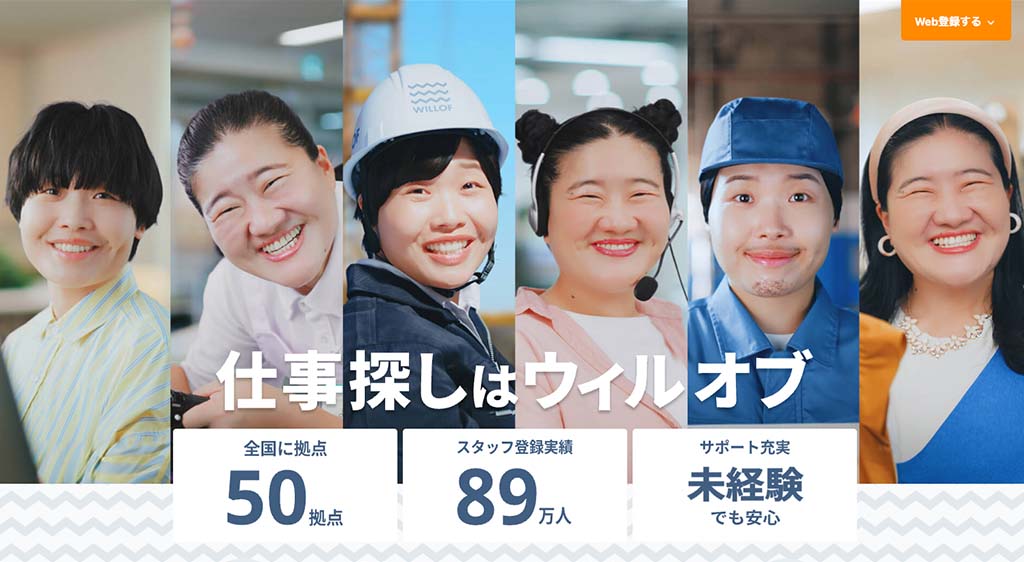 Web登録する
WILLOF
仕事探しはウィルオブ
全国に拠点
50拠点
スタッフ登録実績
89万人
サポート充実
未経験
でも安心